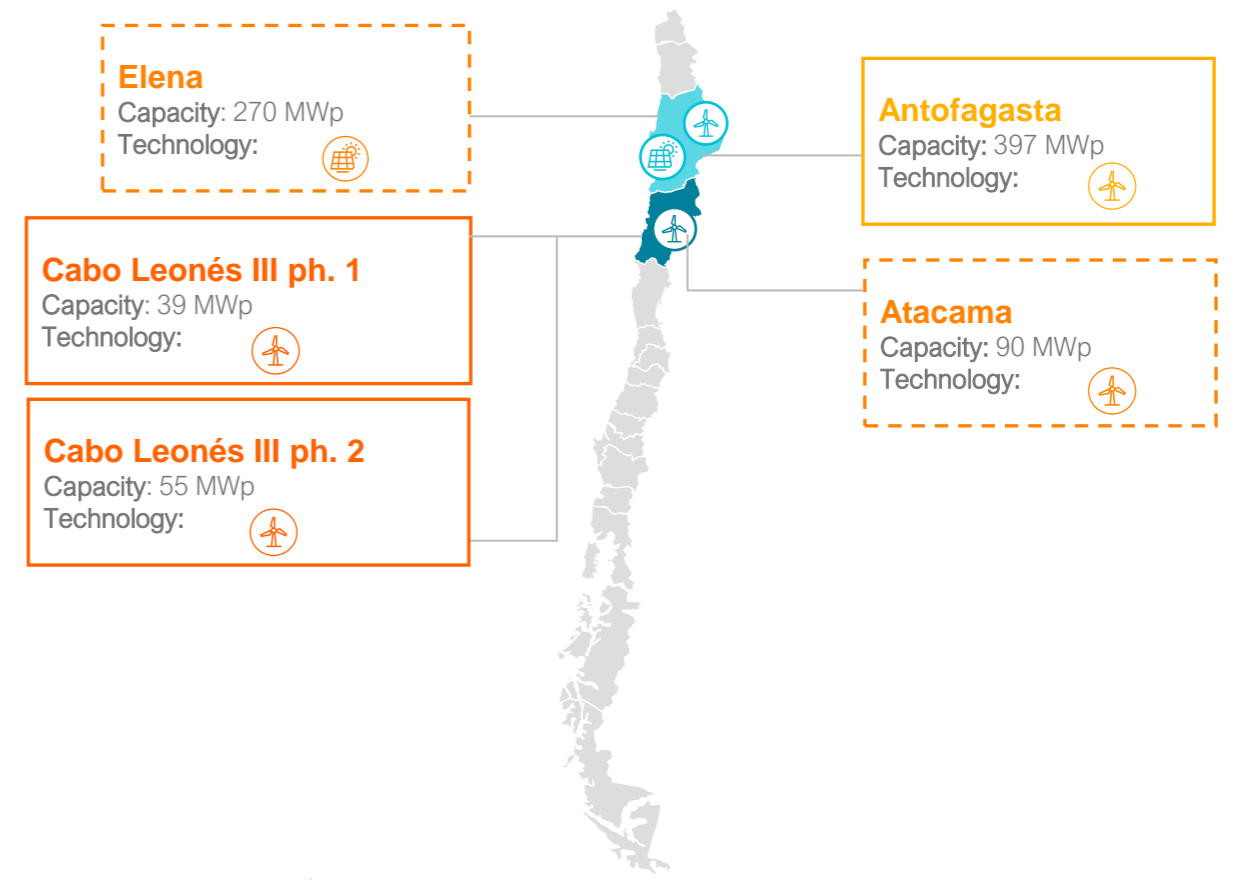 Elena
Capacity: 270 MWp
Technology:
Cabo Leonés III ph. 1
Capacity: 39 MWp
Technology:
Cabo Leonés III ph. 2
Capacity: 55 MWp
Technology:
Antofagasta
Capacity: 397 MWp
Technology:
Atacama
Capacity: 90 MWp
Technology: